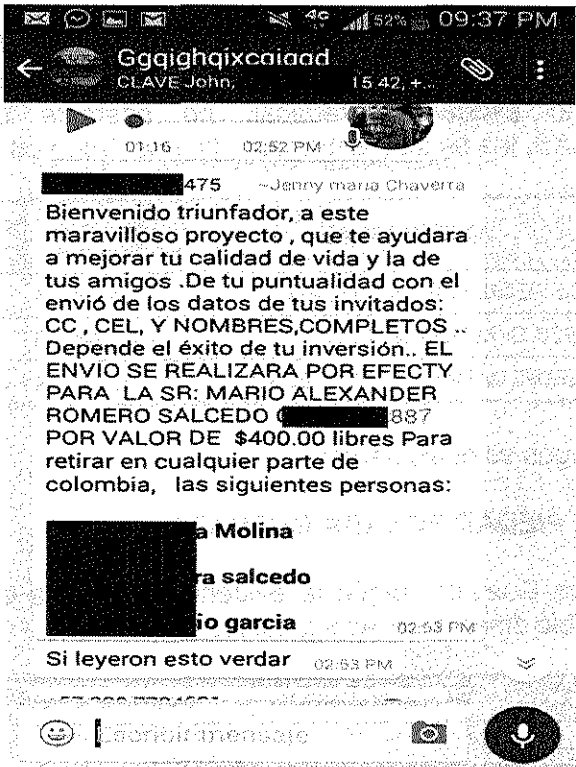 4G 52% 09:37 PM
Ggqighqixcaiaad
CLAVE John, 15 42, +...
01:16 02:52 PM
475 ~Jenny maria Chaverra
Bienvenido triunfador, a este
maravilloso proyecto , que te ayudara
a mejorar tu calidad de vida y la de
tus amigos .De tu puntualidad con el
envió de los datos de tus invitados:
CC , CEL, Y NOMBRES,COMPLETOS ..
Depende el éxito de tu inversión.. EL
ENVIO SE REALIZARA POR EFECTY
PARA LA SR: MARIO ALEXANDER
ROMERO SALCEDO 887
POR VALOR DE $400.00 libres Para
retirar en cualquier parte de
colombia, las siguientes personas:
a Molina
ra salcedo
io garcia 02:53 PM
Si leyeron esto verdar 02:53 PM
Escribir mensaje